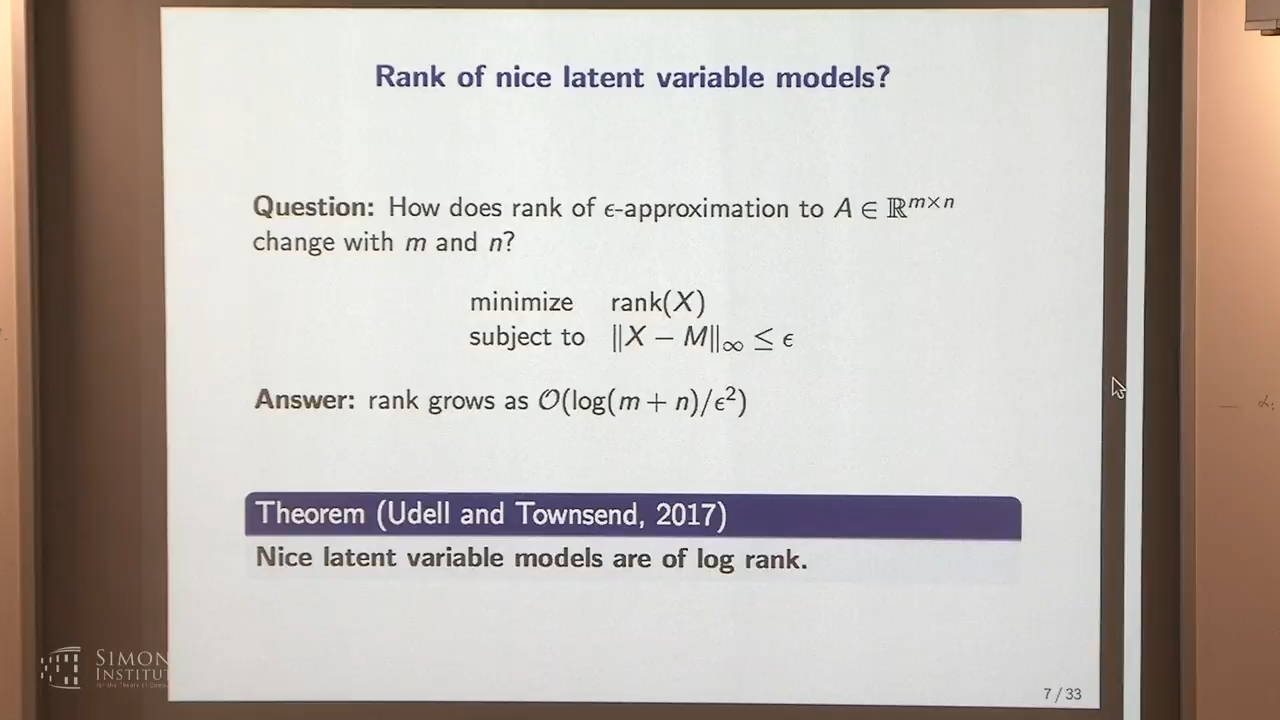 Rank of nice latent variable models?
Question: How does rank of ϵ-approximation to A ∈ ℝ^{m×n}
change with m and n?
minimize rank(X)
subject to ‖X − M‖_∞ ≤ ϵ
Answer: rank grows as 𝒪(log(m + n)/ϵ²)
Theorem (Udell and Townsend, 2017)
Nice latent variable models are of log rank.
SIMON
INSTITUT
7 / 33